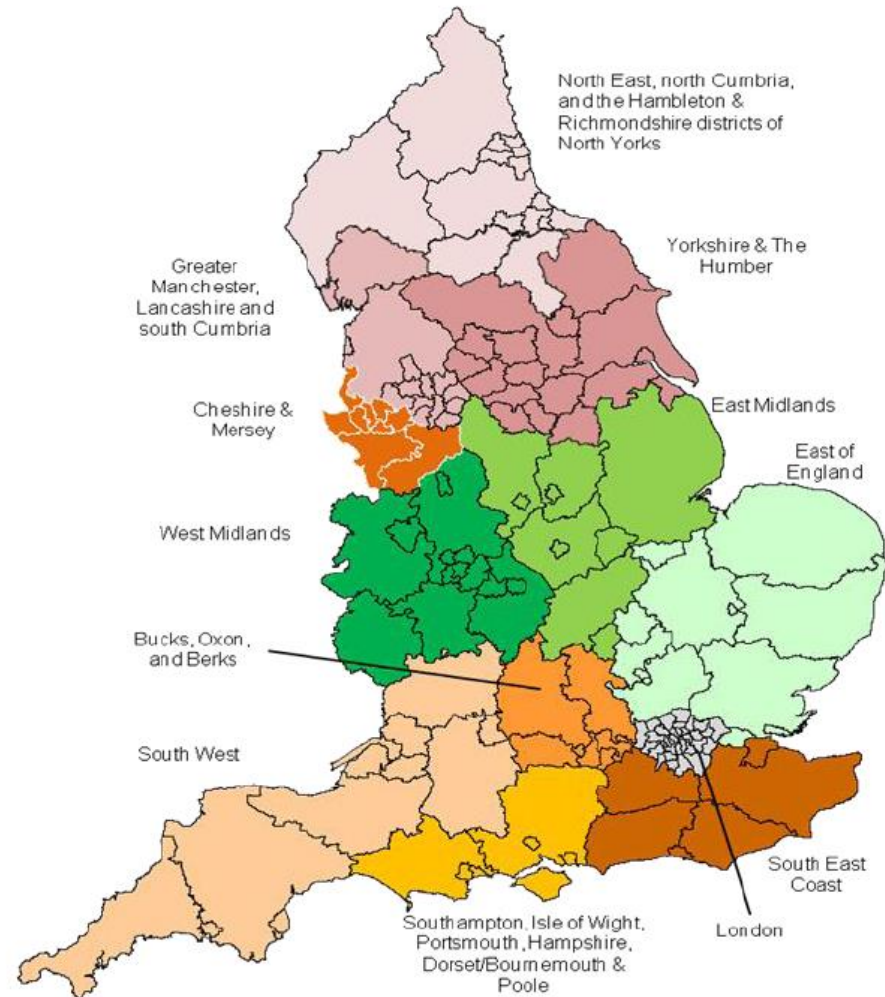 North East, north Cumbria,
and the Hambleton &
Richmondshire districts of
North Yorks
Yorkshire & The
Humber
Greater
Manchester,
Lancashire and
south Cumbria
Cheshire &
Mersey
East Midlands
East of
England
West Midlands
Bucks, Oxon,
and Berks
South West
South East
Coast
London
Southampton, Isle of Wight,
Portsmouth, Hampshire,
Dorset/Bournemouth &
Poole